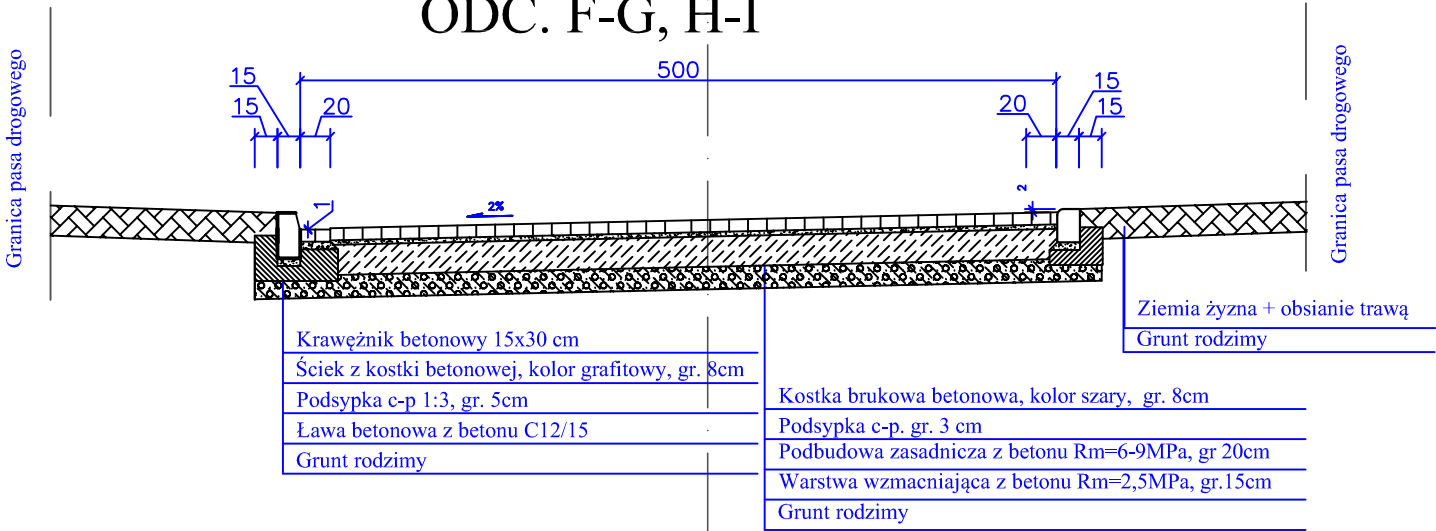 ODC. F-G, H-I
Granica pasa drogowego
Granica pasa drogowego
500
15
15
20
15
20
15
1
2%
2
Krawężnik betonowy 15x30 cm
Ściek z kostki betonowej, kolor grafitowy, gr. 8cm
Podsypka c-p 1:3, gr. 5cm
Ława betonowa z betonu C12/15
Grunt rodzimy
Kostka brukowa betonowa, kolor szary, gr. 8cm
Podsypka c-p. gr. 3 cm
Podbudowa zasadnicza z betonu Rm=6-9MPa, gr 20cm
Warstwa wzmacniająca z betonu Rm=2,5MPa, gr.15cm
Grunt rodzimy
Ziemia żyzna + obsianie trawą
Grunt rodzimy